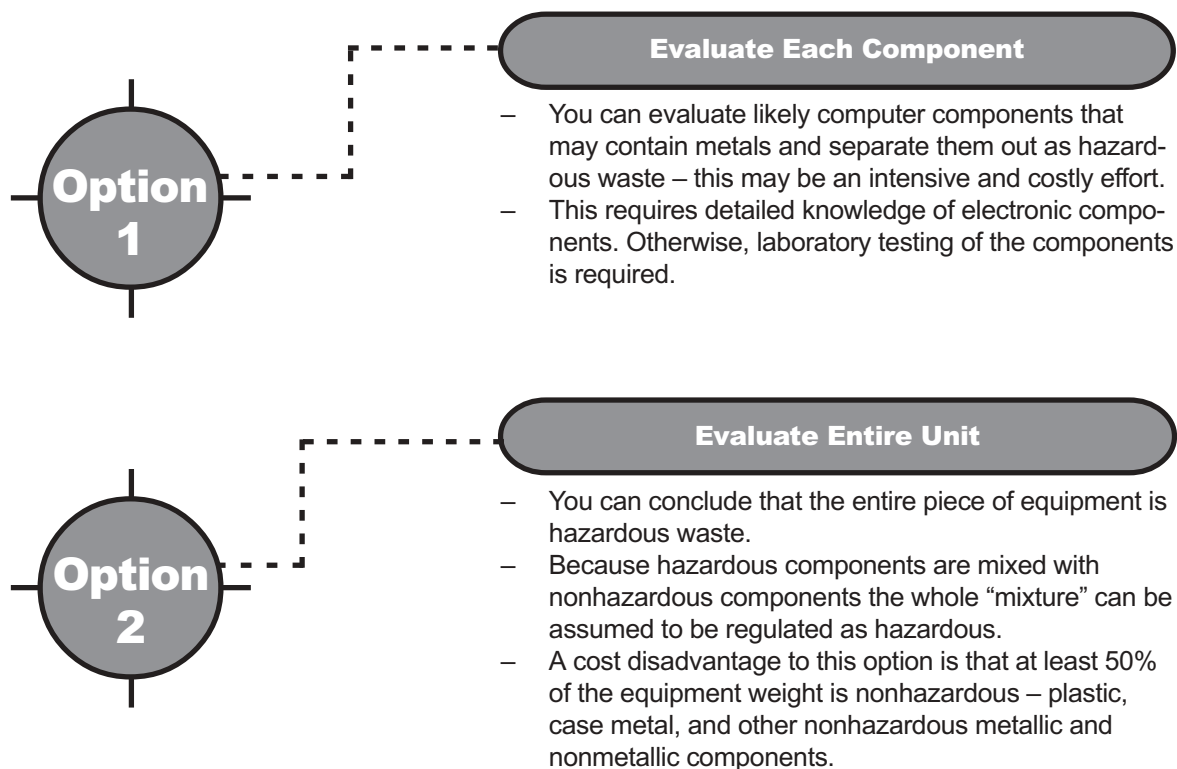 Option
1
Evaluate Each Component
– You can evaluate likely computer components that
may contain metals and separate them out as hazard-
ous waste – this may be an intensive and costly effort.
– This requires detailed knowledge of electronic compo-
nents. Otherwise, laboratory testing of the components
is required.
Option
2
Evaluate Entire Unit
– You can conclude that the entire piece of equipment is
hazardous waste.
– Because hazardous components are mixed with
nonhazardous components the whole “mixture” can be
assumed to be regulated as hazardous.
– A cost disadvantage to this option is that at least 50%
of the equipment weight is nonhazardous – plastic,
case metal, and other nonhazardous metallic and
nonmetallic components.